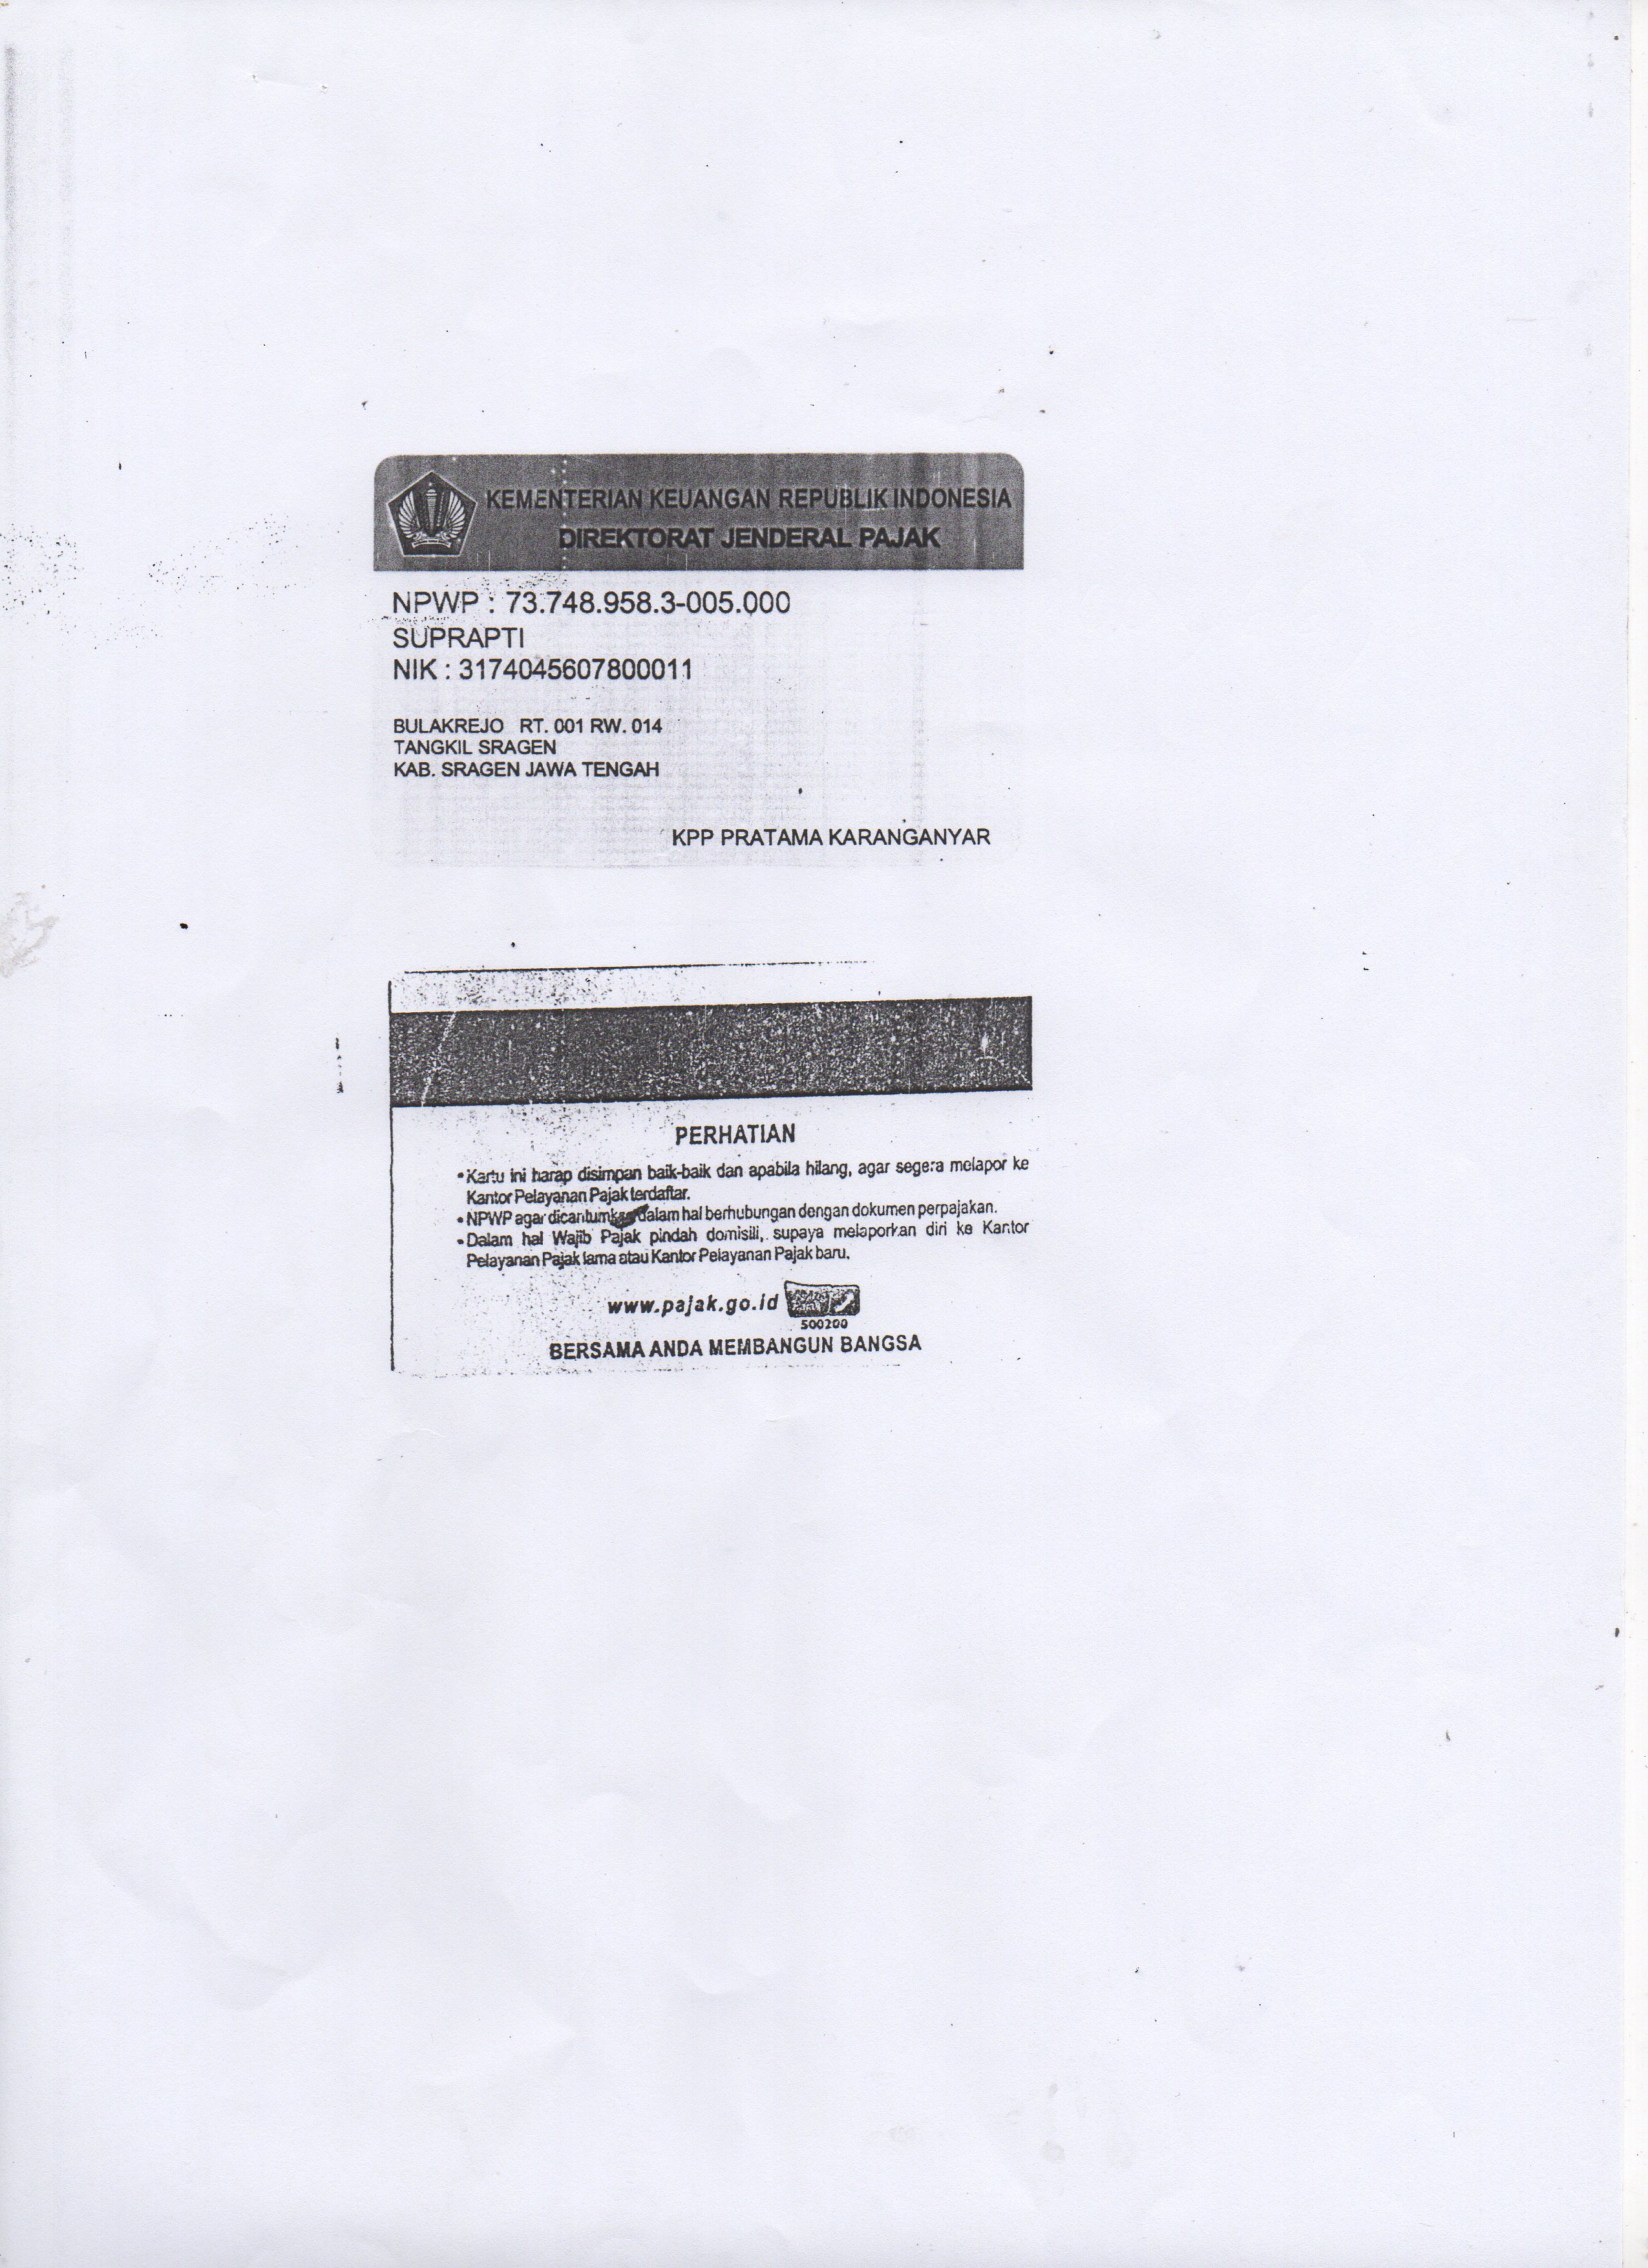 KEMENTERIAN KEUANGAN REPUBLIK INDONESIA
DIREKTORAT JENDERAL PAJAK
NPWP : 73.748.958.3-005.000
SUPRAPTI
NIK : 3174045607800011
BULAKREJO RT. 001 RW. 014
TANGKIL SRAGEN
KAB. SRAGEN JAWA TENGAH
KPP PRATAMA KARANGANYAR
PERHATIAN
•Kartu ini harap disimpan baik-baik dan apabila hilang, agar segera melapor ke
Kantor Pelayanan Pajak terdaftar.
•NPWP agar dicantumkan dalam hal berhubungan dengan dokumen perpajakan.
•Dalam hal Wajib Pajak pindah domisili, supaya melaporkan diri ke Kantor
Pelayanan Pajak lama atau Kantor Pelayanan Pajak baru.
www.pajak.go.id
500200
BERSAMA ANDA MEMBANGUN BANGSA